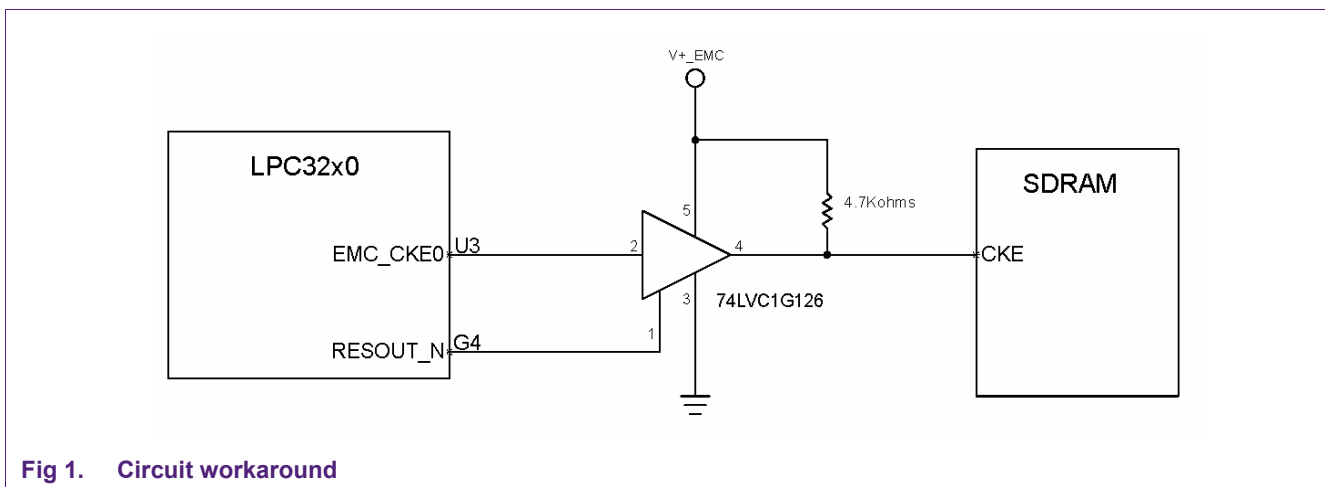 V+_EMC
LPC32x0
SDRAM
4.7Kohms
5
EMC_CKE0
U3
2
4
CKE
3
74LVC1G126
1
RESOUT_N
G4
Fig 1. Circuit workaround